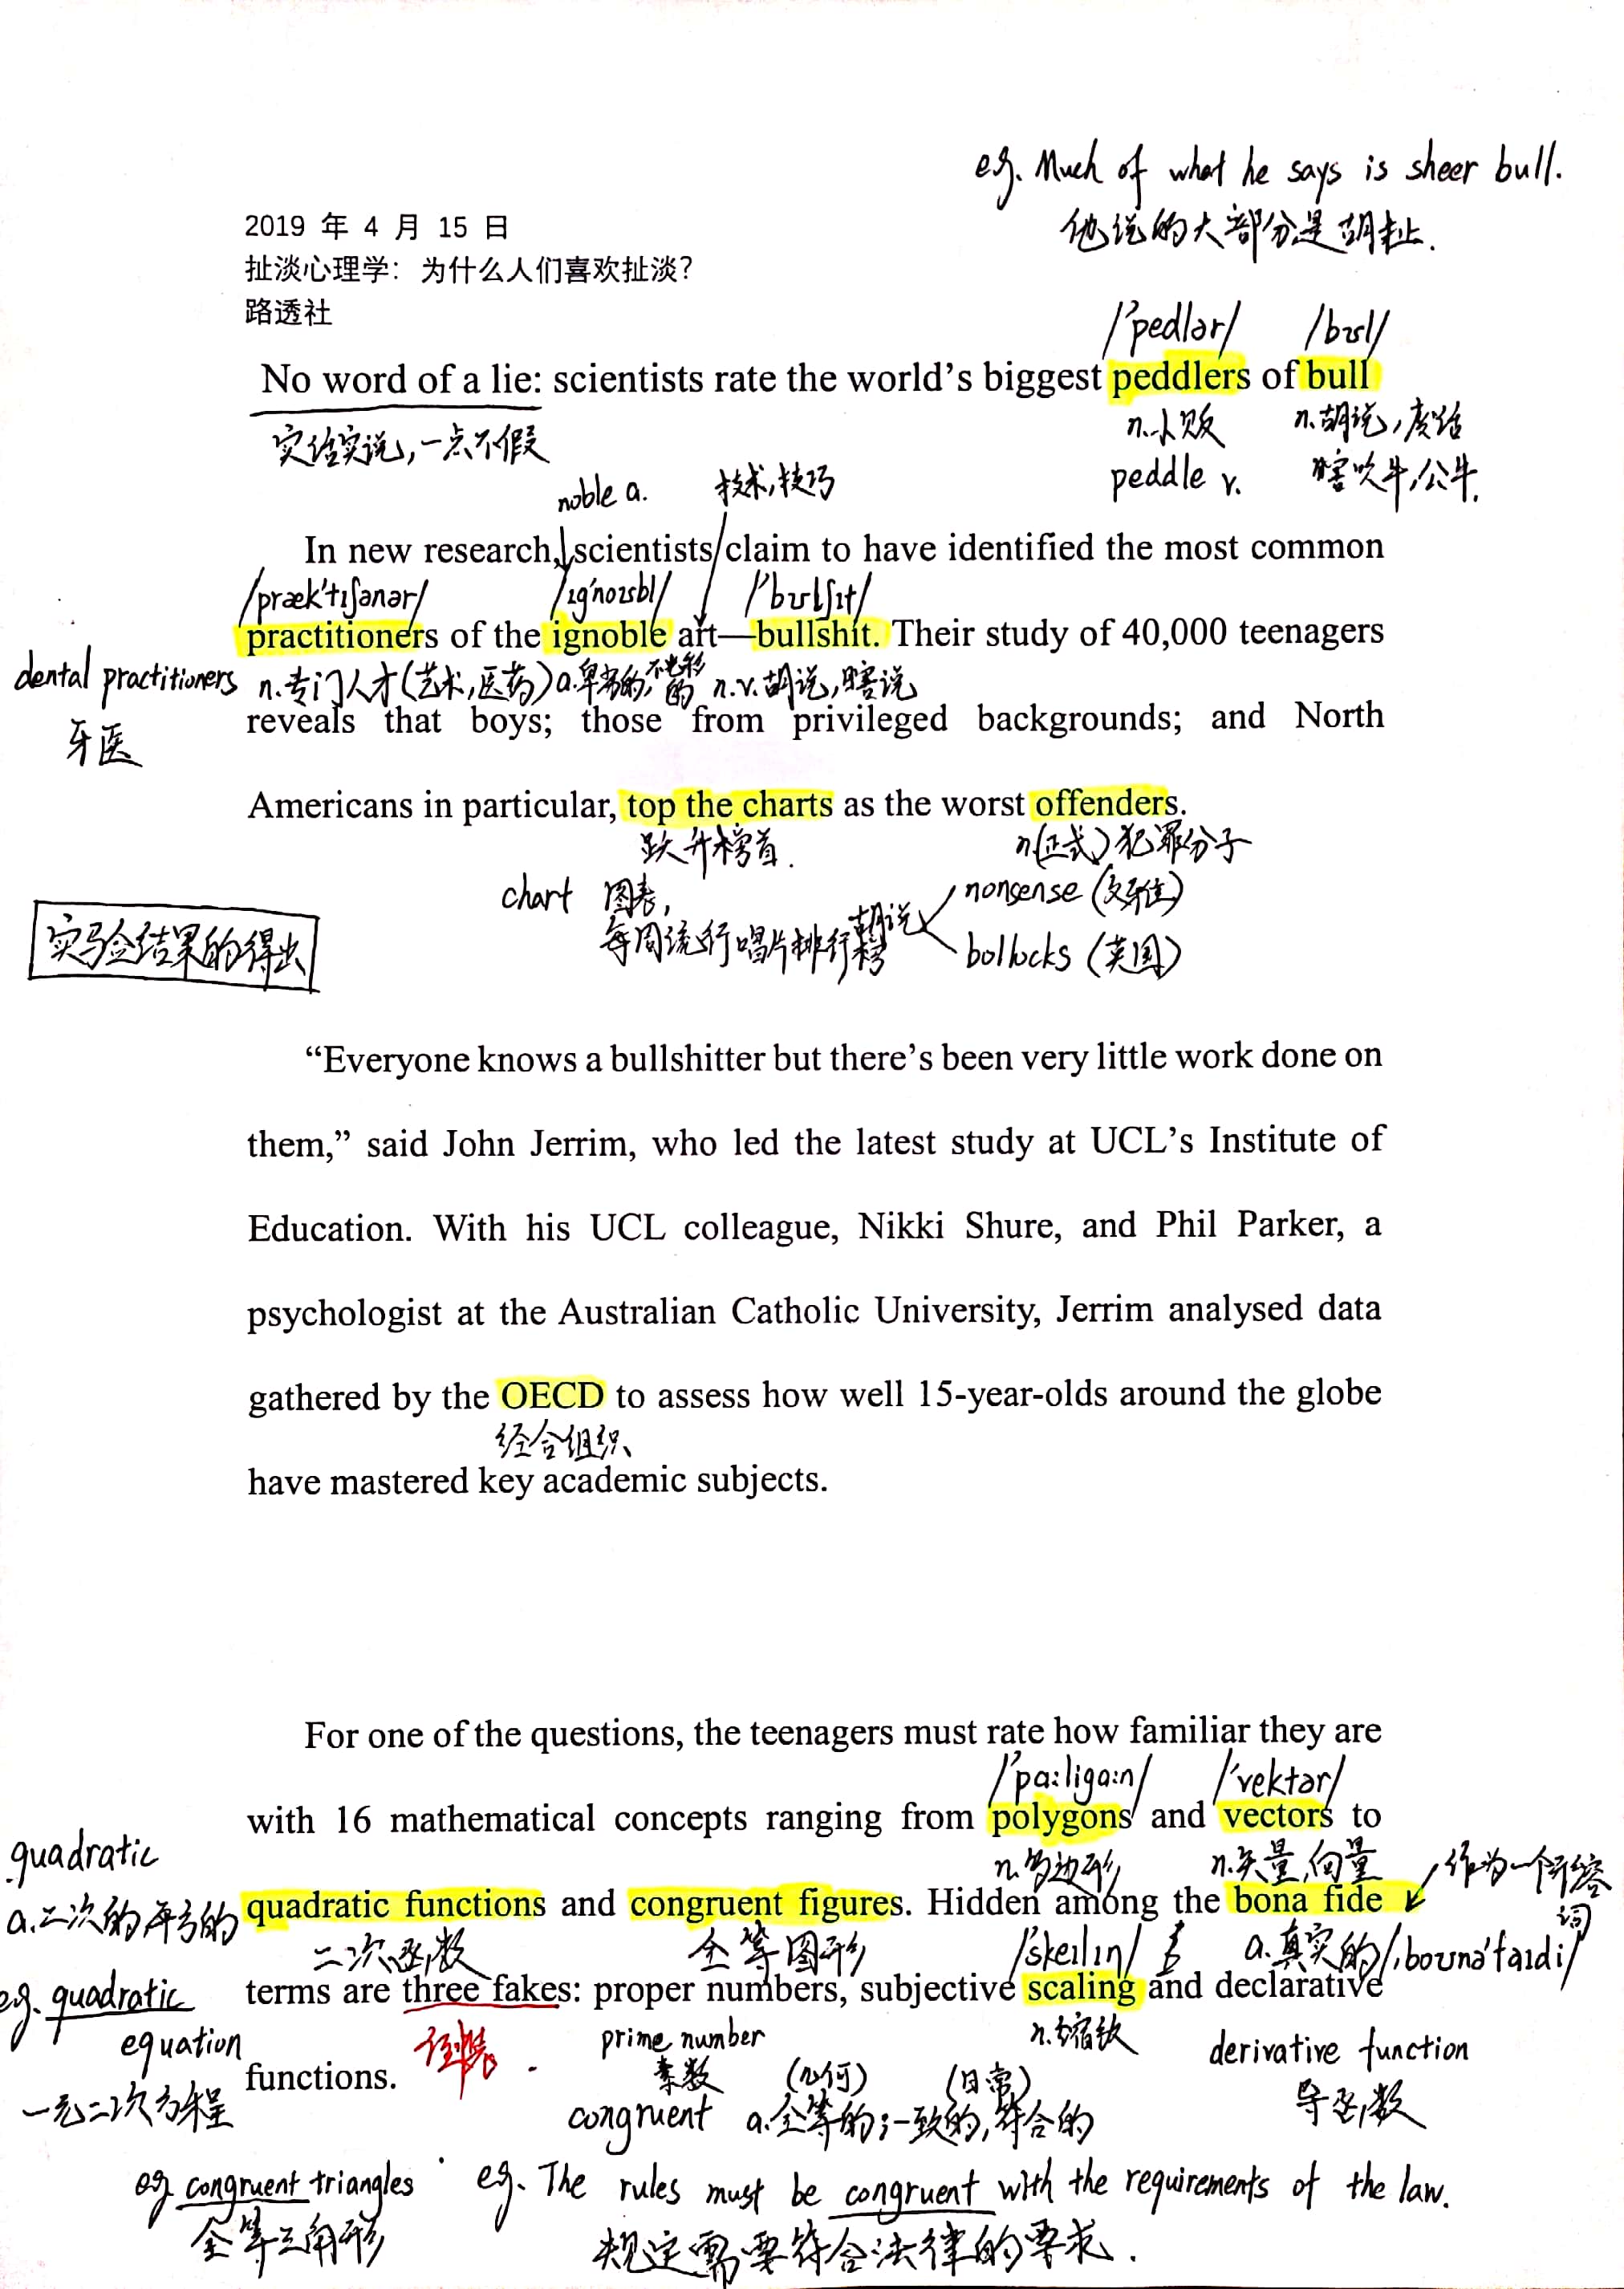 eg. Much of what he says is sheer bull.
他说的大部分是胡扯.
2019 年 4 月 15 日
扯淡心理学：为什么人们喜欢扯淡？
路透社
/'pedlər/ /bʊl/
No word of a lie: scientists rate the world's biggest peddlers of bull
实话实说,一点不假
n.小贩
n.胡说,废话
peddle v.
瞎吹牛,公牛.
noble a.
技术,技巧
In new research, scientists claim to have identified the most common
/præk'tɪʃənər/ /ɪg'noʊbl/ /'bʊlʃɪt/
practitioners of the ignoble art—bullshit. Their study of 40,000 teenagers
dental practitioners
牙医
n.专门人才(艺术,医药) a.卑劣的,不光彩的 n.v.胡说,瞎说
reveals that boys; those from privileged backgrounds; and North
Americans in particular, top the charts as the worst offenders.
跃升榜首.
n.(正式)犯罪分子
chart 图表,
每周流行唱片排行榜
胡说
nonsense (文雅)
bollocks (英国)
实验结果的得出
“Everyone knows a bullshitter but there's been very little work done on
them,” said John Jerrim, who led the latest study at UCL's Institute of
Education. With his UCL colleague, Nikki Shure, and Phil Parker, a
psychologist at the Australian Catholic University, Jerrim analysed data
gathered by the OECD to assess how well 15-year-olds around the globe
经合组织
have mastered key academic subjects.
For one of the questions, the teenagers must rate how familiar they are
/'pɑ:ligɑ:n/ /'vektər/
with 16 mathematical concepts ranging from polygons and vectors to
n.多边形
n.矢量,向量
作为一个形容词
quadratic
a.二次的 平方的
quadratic functions and congruent figures. Hidden among the bona fide
二次函数
全等图形
/'skeɪlɪŋ/
a.真实的/ˌboʊnə'faɪdi/
terms are three fakes: proper numbers, subjective scaling and declarative
eg. quadratic
equation
一元二次方程
prime number
素数
n.缩放
derivative function
导函数
functions.
(几何) (日常)
congruent a.全等的;一致的,符合的
eg congruent triangles
全等三角形
eg. The rules must be congruent with the requirements of the law.
规定需要符合法律的要求.